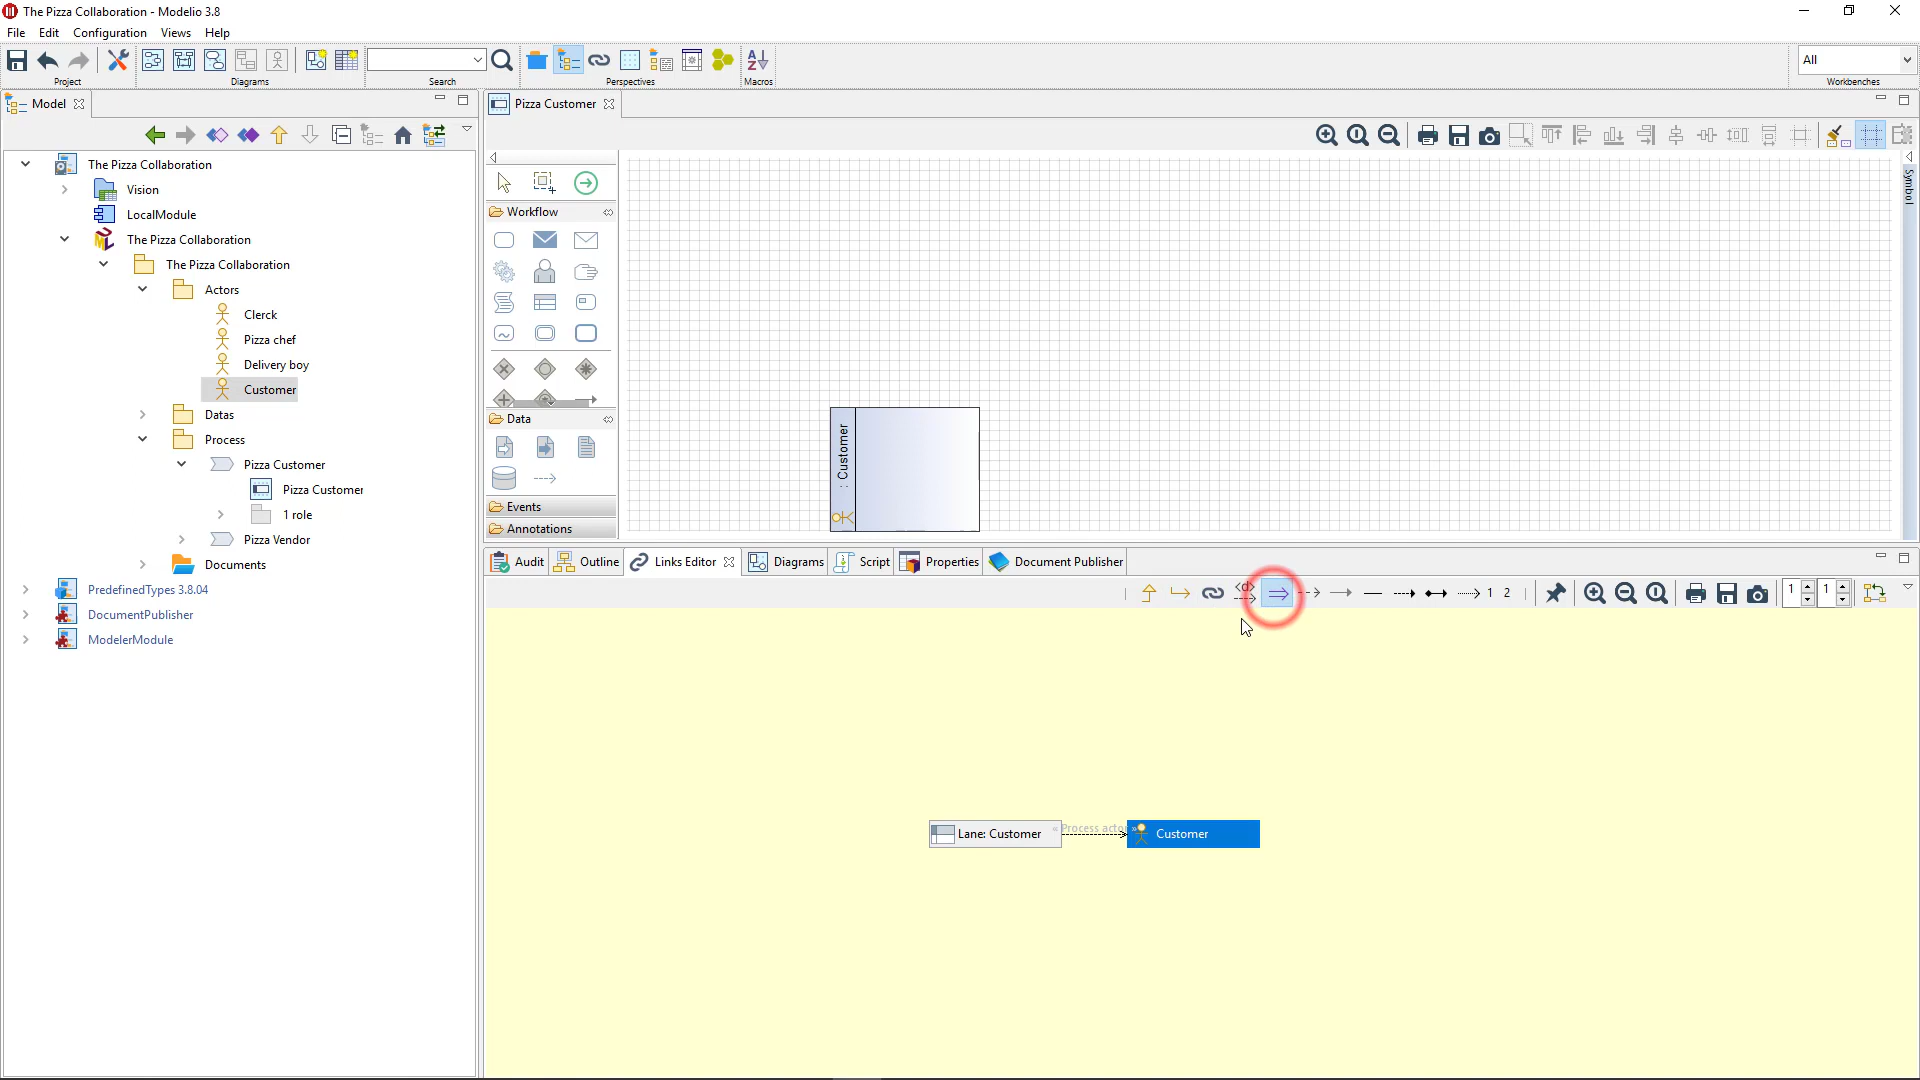 The Pizza Collaboration - Modelio 3.8
File Edit Configuration Views Help
All
Project Diagrams Search Perspectives Macros Workbenches
Model
Pizza Customer
The Pizza Collaboration
Vision
LocalModule
The Pizza Collaboration
The Pizza Collaboration
Actors
Clerck
Pizza chef
Delivery boy
Customer
Datas
Process
Pizza Customer
Pizza Customer
1 role
Pizza Vendor
Documents
PredefinedTypes 3.8.04
DocumentPublisher
ModelerModule
Workflow
Data
Events
Annotations
: Customer
Symbol
Audit Outline Links Editor Diagrams Script Properties Document Publisher
<d> 1 2 1 1
Lane: Customer « Process actor » Customer